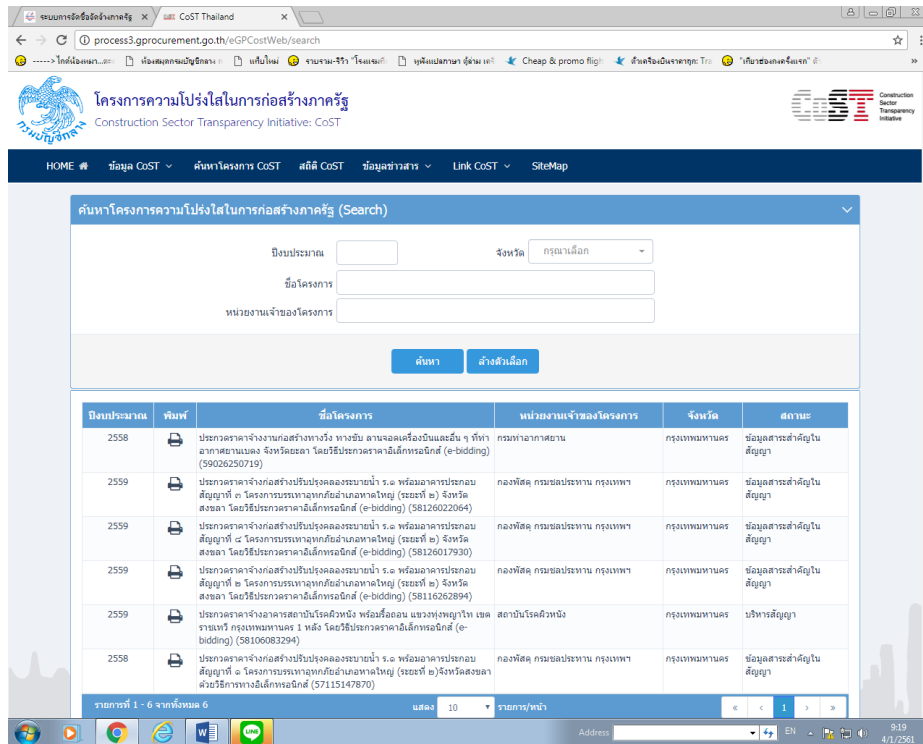 ระบบการจัดซื้อจัดจ้างภาครัฐ
CoST Thailand
process3.gprocurement.go.th/eGPCostWeb/search
Cheap & promo fligh
กรมบัญชีกลาง
โครงการความโปร่งใสในการก่อสร้างภาครัฐ
Construction Sector Transparency Initiative: CoST
CoST
Construction
Sector
Transparency
Initiative
HOME ข้อมูล CoST ค้นหาโครงการ CoST สถิติ CoST ข้อมูลข่าวสาร Link CoST SiteMap
ค้นหาโครงการความโปร่งใสในการก่อสร้างภาครัฐ (Search)
ปีงบประมาณ จังหวัด กรุณาเลือก
ชื่อโครงการ
หน่วยงานเจ้าของโครงการ
ค้นหา ล้างตัวเลือก
ปีงบประมาณ พิมพ์ ชื่อโครงการ หน่วยงานเจ้าของโครงการ จังหวัด สถานะ
2558 ประกวดราคาจ้างงานก่อสร้างทางวิ่ง ทางขับ ลานจอดเครื่องบินและอื่น ๆ ที่ท่า กรมท่าอากาศยาน กรุงเทพมหานคร ข้อมูลสาระสำคัญใน
อากาศยานเบตง จังหวัดยะลา โดยวิธีประกวดราคาอิเล็กทรอนิกส์ (e-bidding) สัญญา
(59026250719)
2559 ประกวดราคาจ้างก่อสร้างปรับปรุงคลองระบายน้ำ ร.๑ พร้อมอาคารประกอบ กองพัสดุ กรมชลประทาน กรุงเทพฯ กรุงเทพมหานคร ข้อมูลสาระสำคัญใน
สัญญาที่ ๓ โครงการบรรเทาอุทกภัยอำเภอหาดใหญ่ (ระยะที่ ๒) จังหวัด สัญญา
สงขลา โดยวิธีประกวดราคาอิเล็กทรอนิกส์ (e-bidding) (58126022064)
2559 ประกวดราคาจ้างก่อสร้างปรับปรุงคลองระบายน้ำ ร.๑ พร้อมอาคารประกอบ กองพัสดุ กรมชลประทาน กรุงเทพฯ กรุงเทพมหานคร ข้อมูลสาระสำคัญใน
สัญญาที่ ๔ โครงการบรรเทาอุทกภัยอำเภอหาดใหญ่ (ระยะที่ ๒) จังหวัด สัญญา
สงขลา โดยวิธีประกวดราคาอิเล็กทรอนิกส์ (e-bidding) (58126017930)
2559 ประกวดราคาจ้างก่อสร้างปรับปรุงคลองระบายน้ำ ร.๑ พร้อมอาคารประกอบ กองพัสดุ กรมชลประทาน กรุงเทพฯ กรุงเทพมหานคร ข้อมูลสาระสำคัญใน
สัญญาที่ ๒ โครงการบรรเทาอุทกภัยอำเภอหาดใหญ่ (ระยะที่ ๒) จังหวัด สัญญา
สงขลา โดยวิธีประกวดราคาอิเล็กทรอนิกส์ (e-bidding) (58116262894)
2559 ประกวดราคาจ้างอาคารสถาบันโรคผิวหนัง พร้อมรื้อถอน แขวงทุ่งพญาไท เขต สถาบันโรคผิวหนัง กรุงเทพมหานคร บริหารสัญญา
ราชเทวี กรุงเทพมหานคร 1 หลัง โดยวิธีประกวดราคาอิเล็กทรอนิกส์ (e-
bidding) (58106083294)
2558 ประกวดราคาจ้างก่อสร้างปรับปรุงคลองระบายน้ำ ร.๑ พร้อมอาคารประกอบ กองพัสดุ กรมชลประทาน กรุงเทพฯ กรุงเทพมหานคร ข้อมูลสาระสำคัญใน
สัญญาที่ ๑ โครงการบรรเทาอุทกภัยอำเภอหาดใหญ่ (ระยะที่ ๒)จังหวัดสงขลา สัญญา
ด้วยวิธีการทางอิเล็กทรอนิกส์ (57115147870)
รายการที่ 1 - 6 จากทั้งหมด 6 แสดง 10 รายการ/หน้า « ‹ 1 › »
LINE
Address EN 9:19
4/1/2561